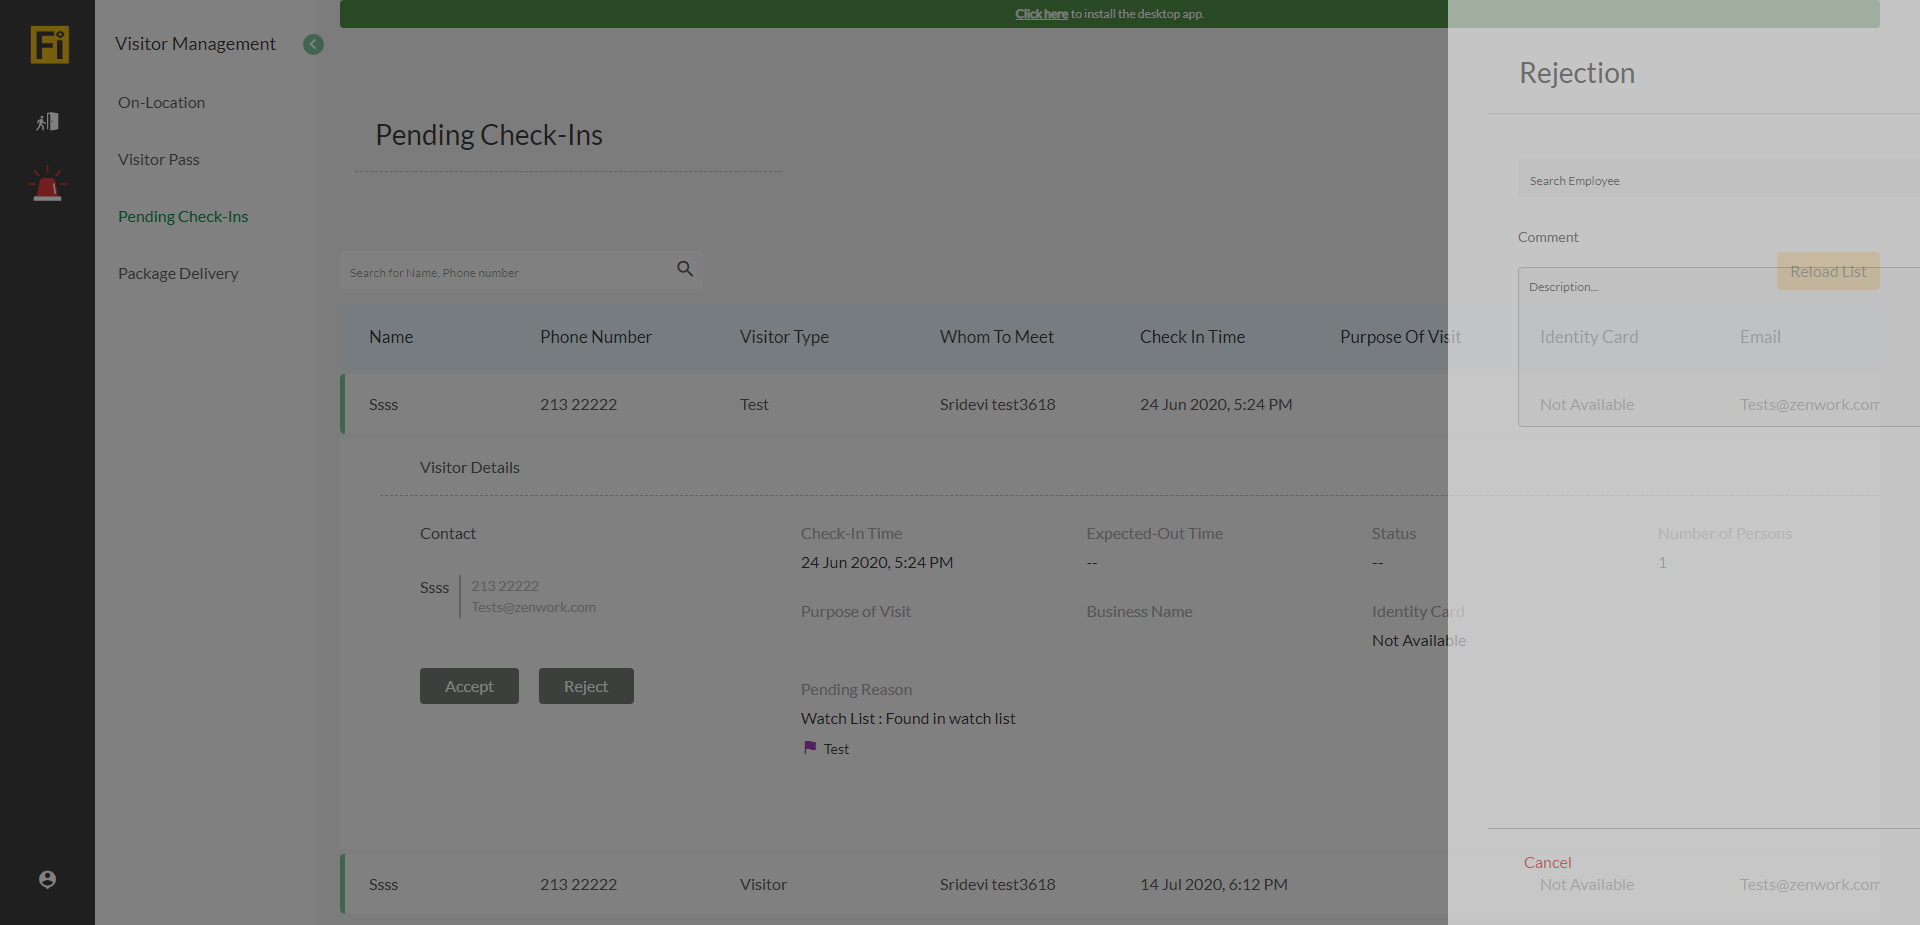 Click here to install the desktop app.
Fi
Visitor Management
On-Location
Visitor Pass
Pending Check-Ins
Package Delivery
Pending Check-Ins
Search for Name, Phone number
Reload List
Name Phone Number Visitor Type Whom To Meet Check In Time Purpose Of Visit Identity Card Email
Ssss 213 22222 Test Sridevi test3618 24 Jun 2020, 5:24 PM Not Available Tests@zenwork.com
Visitor Details
Contact
Ssss
213 22222
Tests@zenwork.com
Accept Reject
Check-In Time Expected-Out Time Status Number of Persons
24 Jun 2020, 5:24 PM -- -- 1
Purpose of Visit Business Name Identity Card
Not Available
Pending Reason
Watch List : Found in watch list
Test
Ssss 213 22222 Visitor Sridevi test3618 14 Jul 2020, 6:12 PM Not Available Tests@zenwork.com
Rejection
Search Employee
Comment
Description...
Cancel